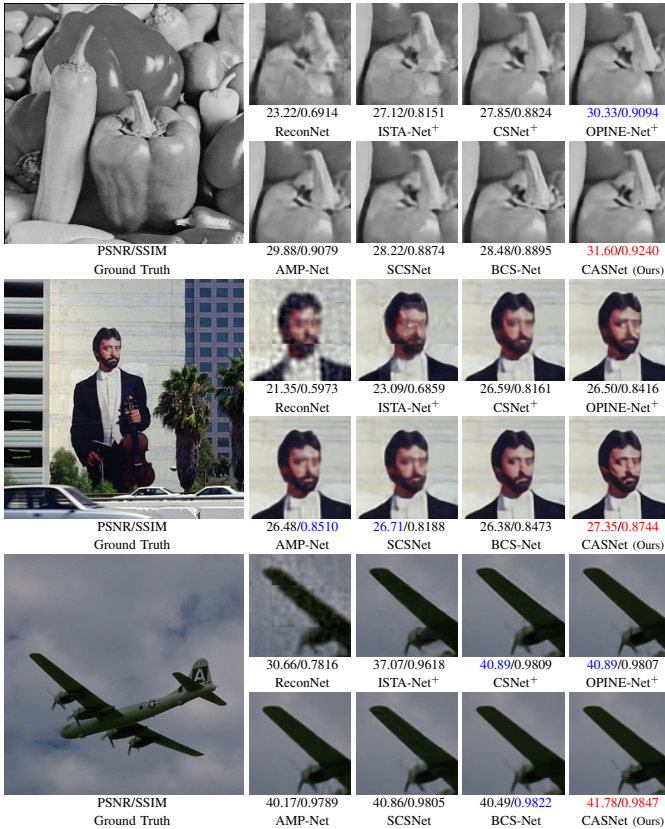 23.22/0.6914 27.12/0.8151 27.85/0.8824 30.33/0.9094
ReconNet ISTA-Net+ CSNet+ OPINE-Net+
PSNR/SSIM 29.88/0.9079 28.22/0.8874 28.48/0.8895 31.60/0.9240
Ground Truth AMP-Net SCSNet BCS-Net CASNet (Ours)
21.35/0.5973 23.09/0.6859 26.59/0.8161 26.50/0.8416
ReconNet ISTA-Net+ CSNet+ OPINE-Net+
PSNR/SSIM 26.48/0.8510 26.71/0.8188 26.38/0.8473 27.35/0.8744
Ground Truth AMP-Net SCSNet BCS-Net CASNet (Ours)
30.66/0.7816 37.07/0.9618 40.89/0.9809 40.89/0.9807
ReconNet ISTA-Net+ CSNet+ OPINE-Net+
A
PSNR/SSIM 40.17/0.9789 40.86/0.9805 40.49/0.9822 41.78/0.9847
Ground Truth AMP-Net SCSNet BCS-Net CASNet (Ours)